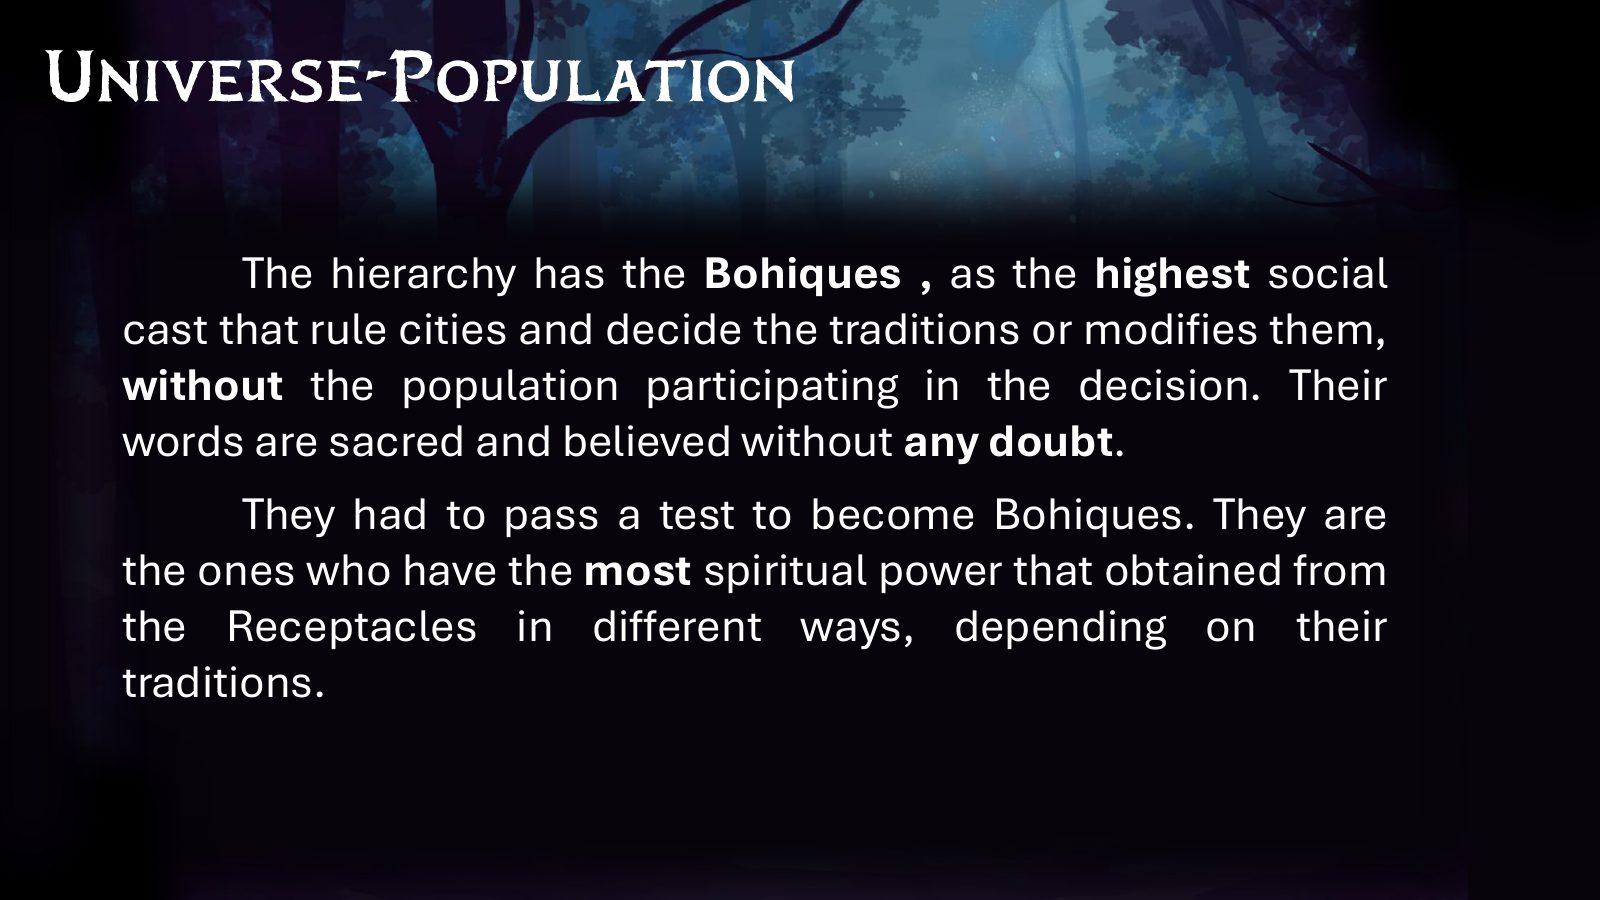 Universe-Population
The hierarchy has the Bohiques , as the highest social
cast that rule cities and decide the traditions or modifies them,
without the population participating in the decision. Their
words are sacred and believed without any doubt.
They had to pass a test to become Bohiques. They are
the ones who have the most spiritual power that obtained from
the Receptacles in different ways, depending on their
traditions.